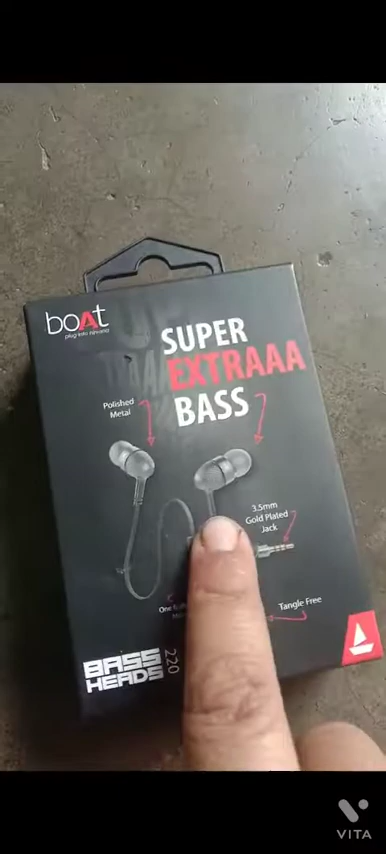 boAt
plug into nirvana
SUPER
EXTRAAA
BASS
Polished
Metal
3.5mm
Gold Plated
Jack
One
Tangle Free
BASS
HEADS
220
VITA